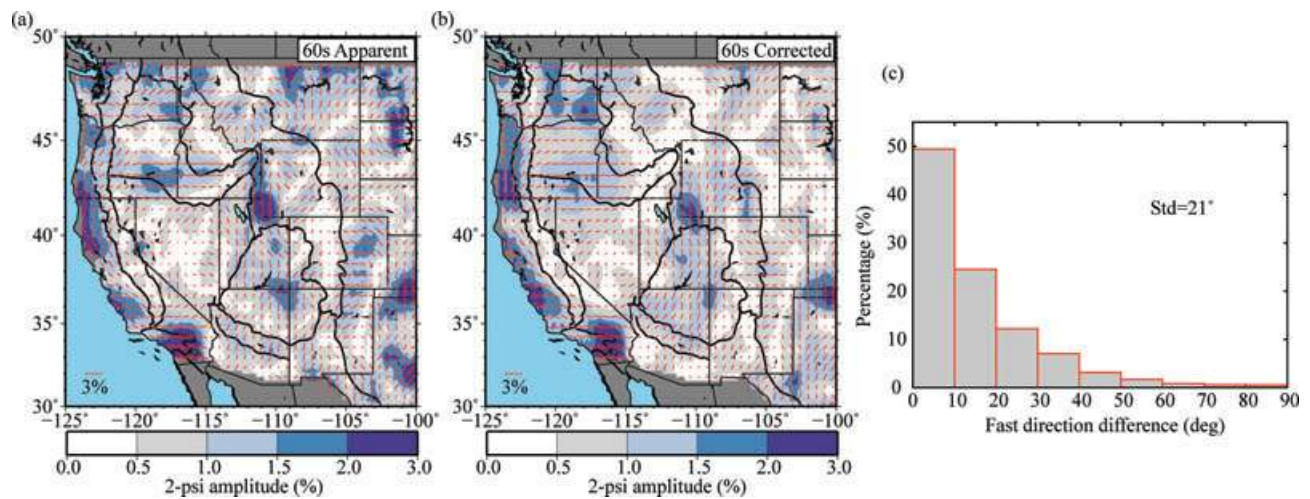 (a)
60s Apparent
50˚
45˚
40˚
35˚
30˚
3%
−125 −120 −115 −110 −105 −100˚
0.0 0.5 1.0 1.5 2.0 3.0
2-psi amplitude (%)
(b)
60s Corrected
50˚
45˚
40˚
35˚
30˚
3%
−125 −120 −115 −110 −105 −100˚
0.0 0.5 1.0 1.5 2.0 3.0
2-psi amplitude (%)
(c)
Std=21˚
Percentage (%)
50
40
30
20
10
0
0 10 20 30 40 50 60 70 80 90
Fast direction difference (deg)